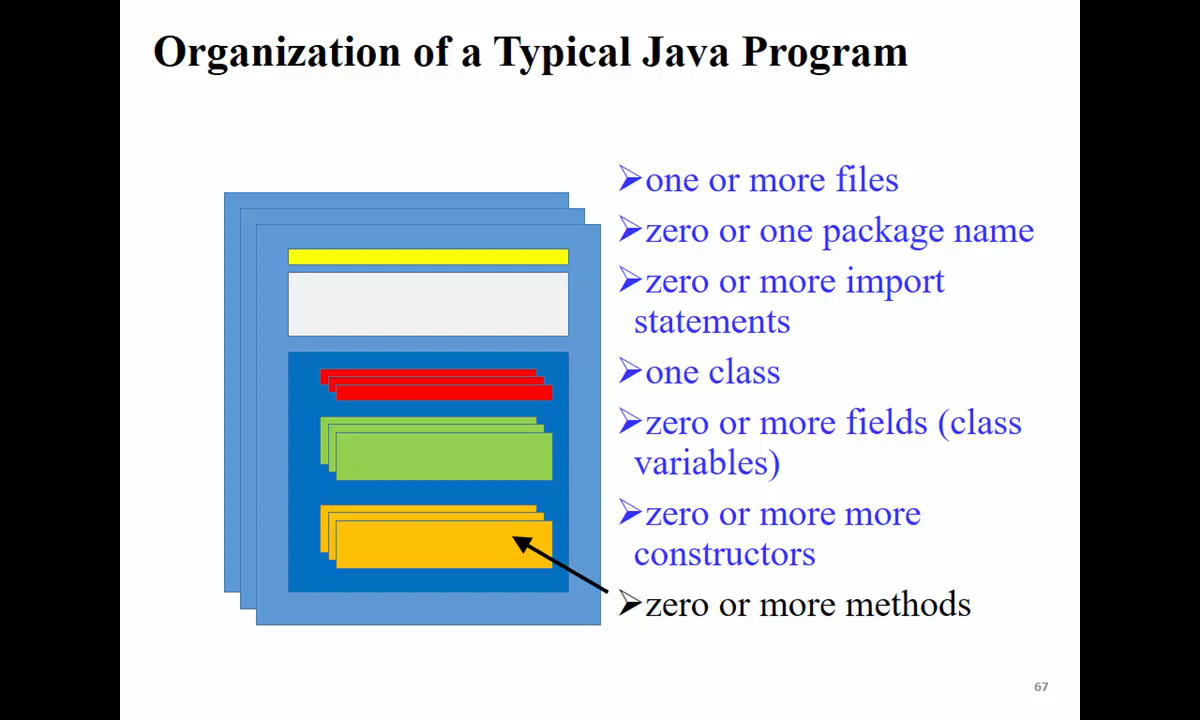 Organization of a Typical Java Program
➢one or more files
➢zero or one package name
➢zero or more import
statements
➢one class
➢zero or more fields (class
variables)
➢zero or more more
constructors
➢zero or more methods
67